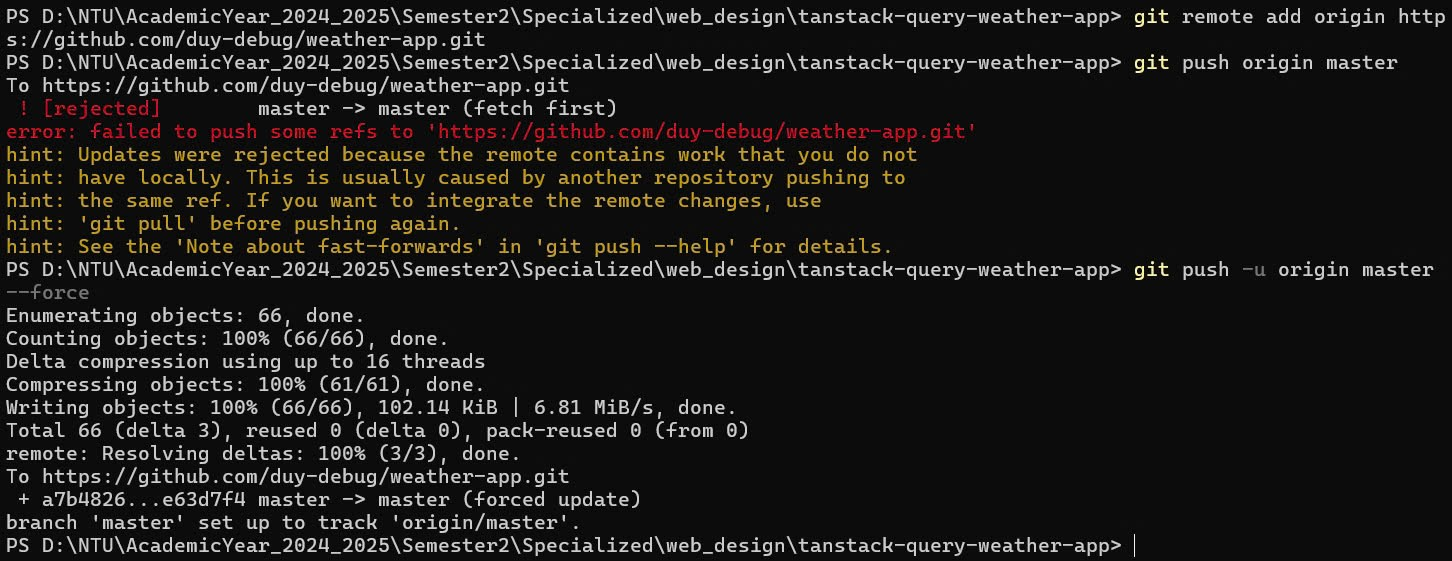 PS D:\NTU\AcademicYear_2024_2025\Semester2\Specialized\web_design\tanstack-query-weather-app> git remote add origin http
s://github.com/duy-debug/weather-app.git
PS D:\NTU\AcademicYear_2024_2025\Semester2\Specialized\web_design\tanstack-query-weather-app> git push origin master
To https://github.com/duy-debug/weather-app.git
 ! [rejected]        master -> master (fetch first)
error: failed to push some refs to 'https://github.com/duy-debug/weather-app.git'
hint: Updates were rejected because the remote contains work that you do not
hint: have locally. This is usually caused by another repository pushing to
hint: the same ref. If you want to integrate the remote changes, use
hint: 'git pull' before pushing again.
hint: See the 'Note about fast-forwards' in 'git push --help' for details.
PS D:\NTU\AcademicYear_2024_2025\Semester2\Specialized\web_design\tanstack-query-weather-app> git push -u origin master
--force
Enumerating objects: 66, done.
Counting objects: 100% (66/66), done.
Delta compression using up to 16 threads
Compressing objects: 100% (61/61), done.
Writing objects: 100% (66/66), 102.14 KiB | 6.81 MiB/s, done.
Total 66 (delta 3), reused 0 (delta 0), pack-reused 0 (from 0)
remote: Resolving deltas: 100% (3/3), done.
To https://github.com/duy-debug/weather-app.git
 + a7b4826...e63d7f4 master -> master (forced update)
branch 'master' set up to track 'origin/master'.
PS D:\NTU\AcademicYear_2024_2025\Semester2\Specialized\web_design\tanstack-query-weather-app>